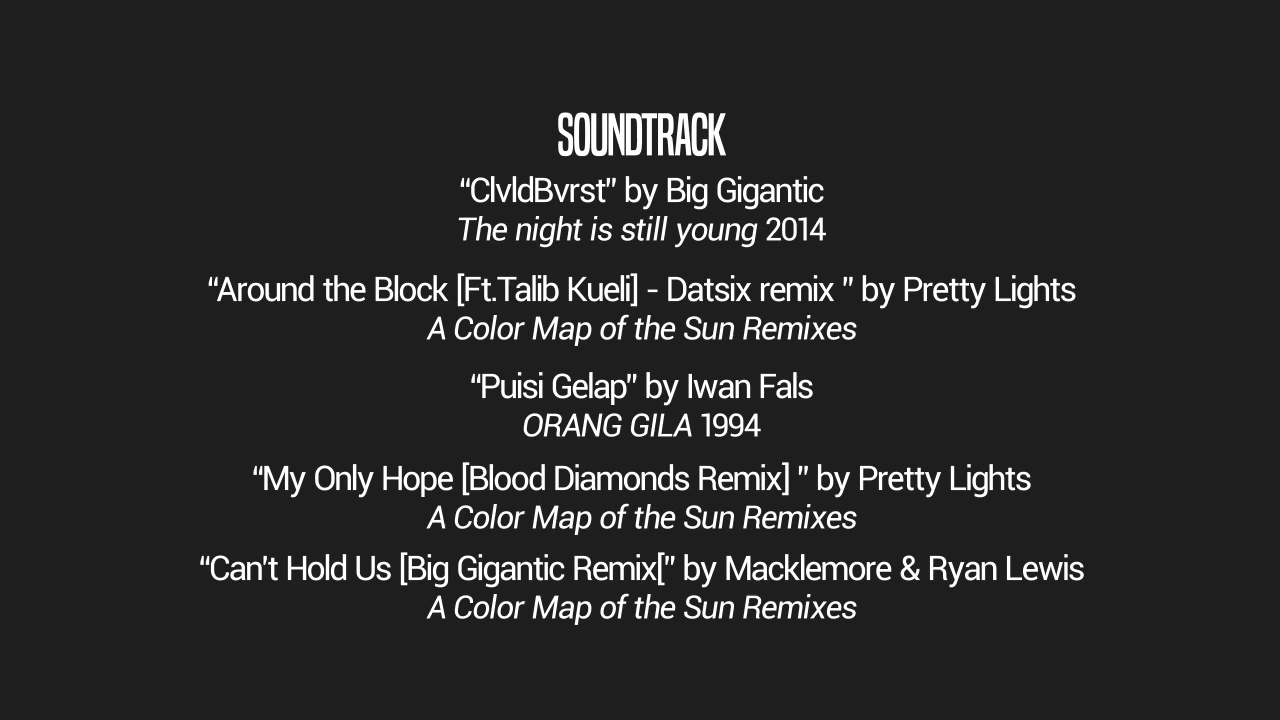 SOUNDTRACK
“ClvldBvrst” by Big Gigantic
The night is still young 2014
“Around the Block [Ft.Talib Kueli] - Datsix remix ” by Pretty Lights
A Color Map of the Sun Remixes
“Puisi Gelap” by Iwan Fals
ORANG GILA 1994
“My Only Hope [Blood Diamonds Remix] ” by Pretty Lights
A Color Map of the Sun Remixes
“Can't Hold Us [Big Gigantic Remix[” by Macklemore & Ryan Lewis
A Color Map of the Sun Remixes